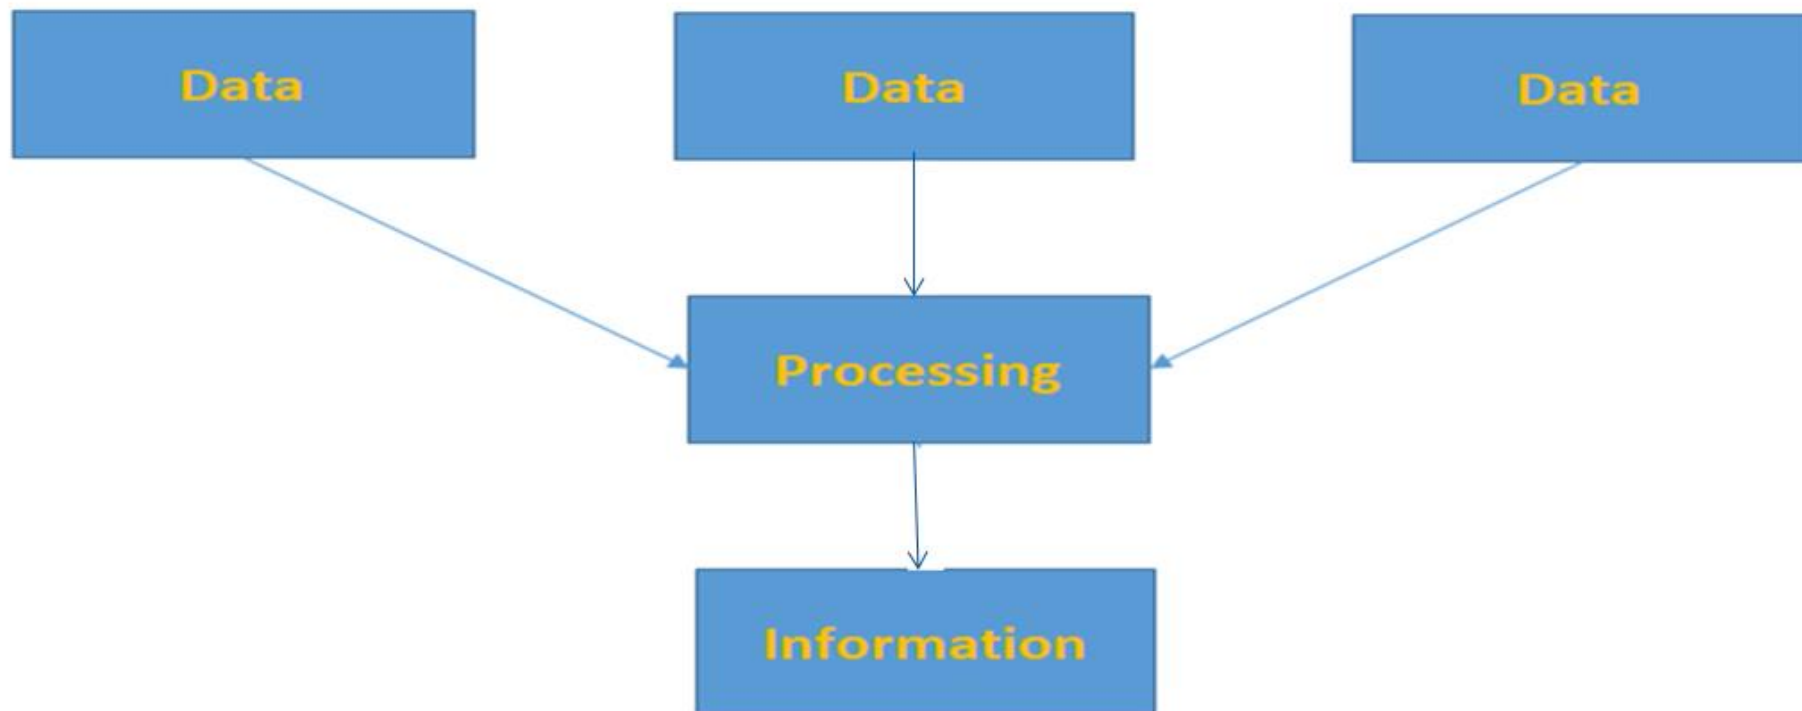 Data
Data
Data
Processing
Information